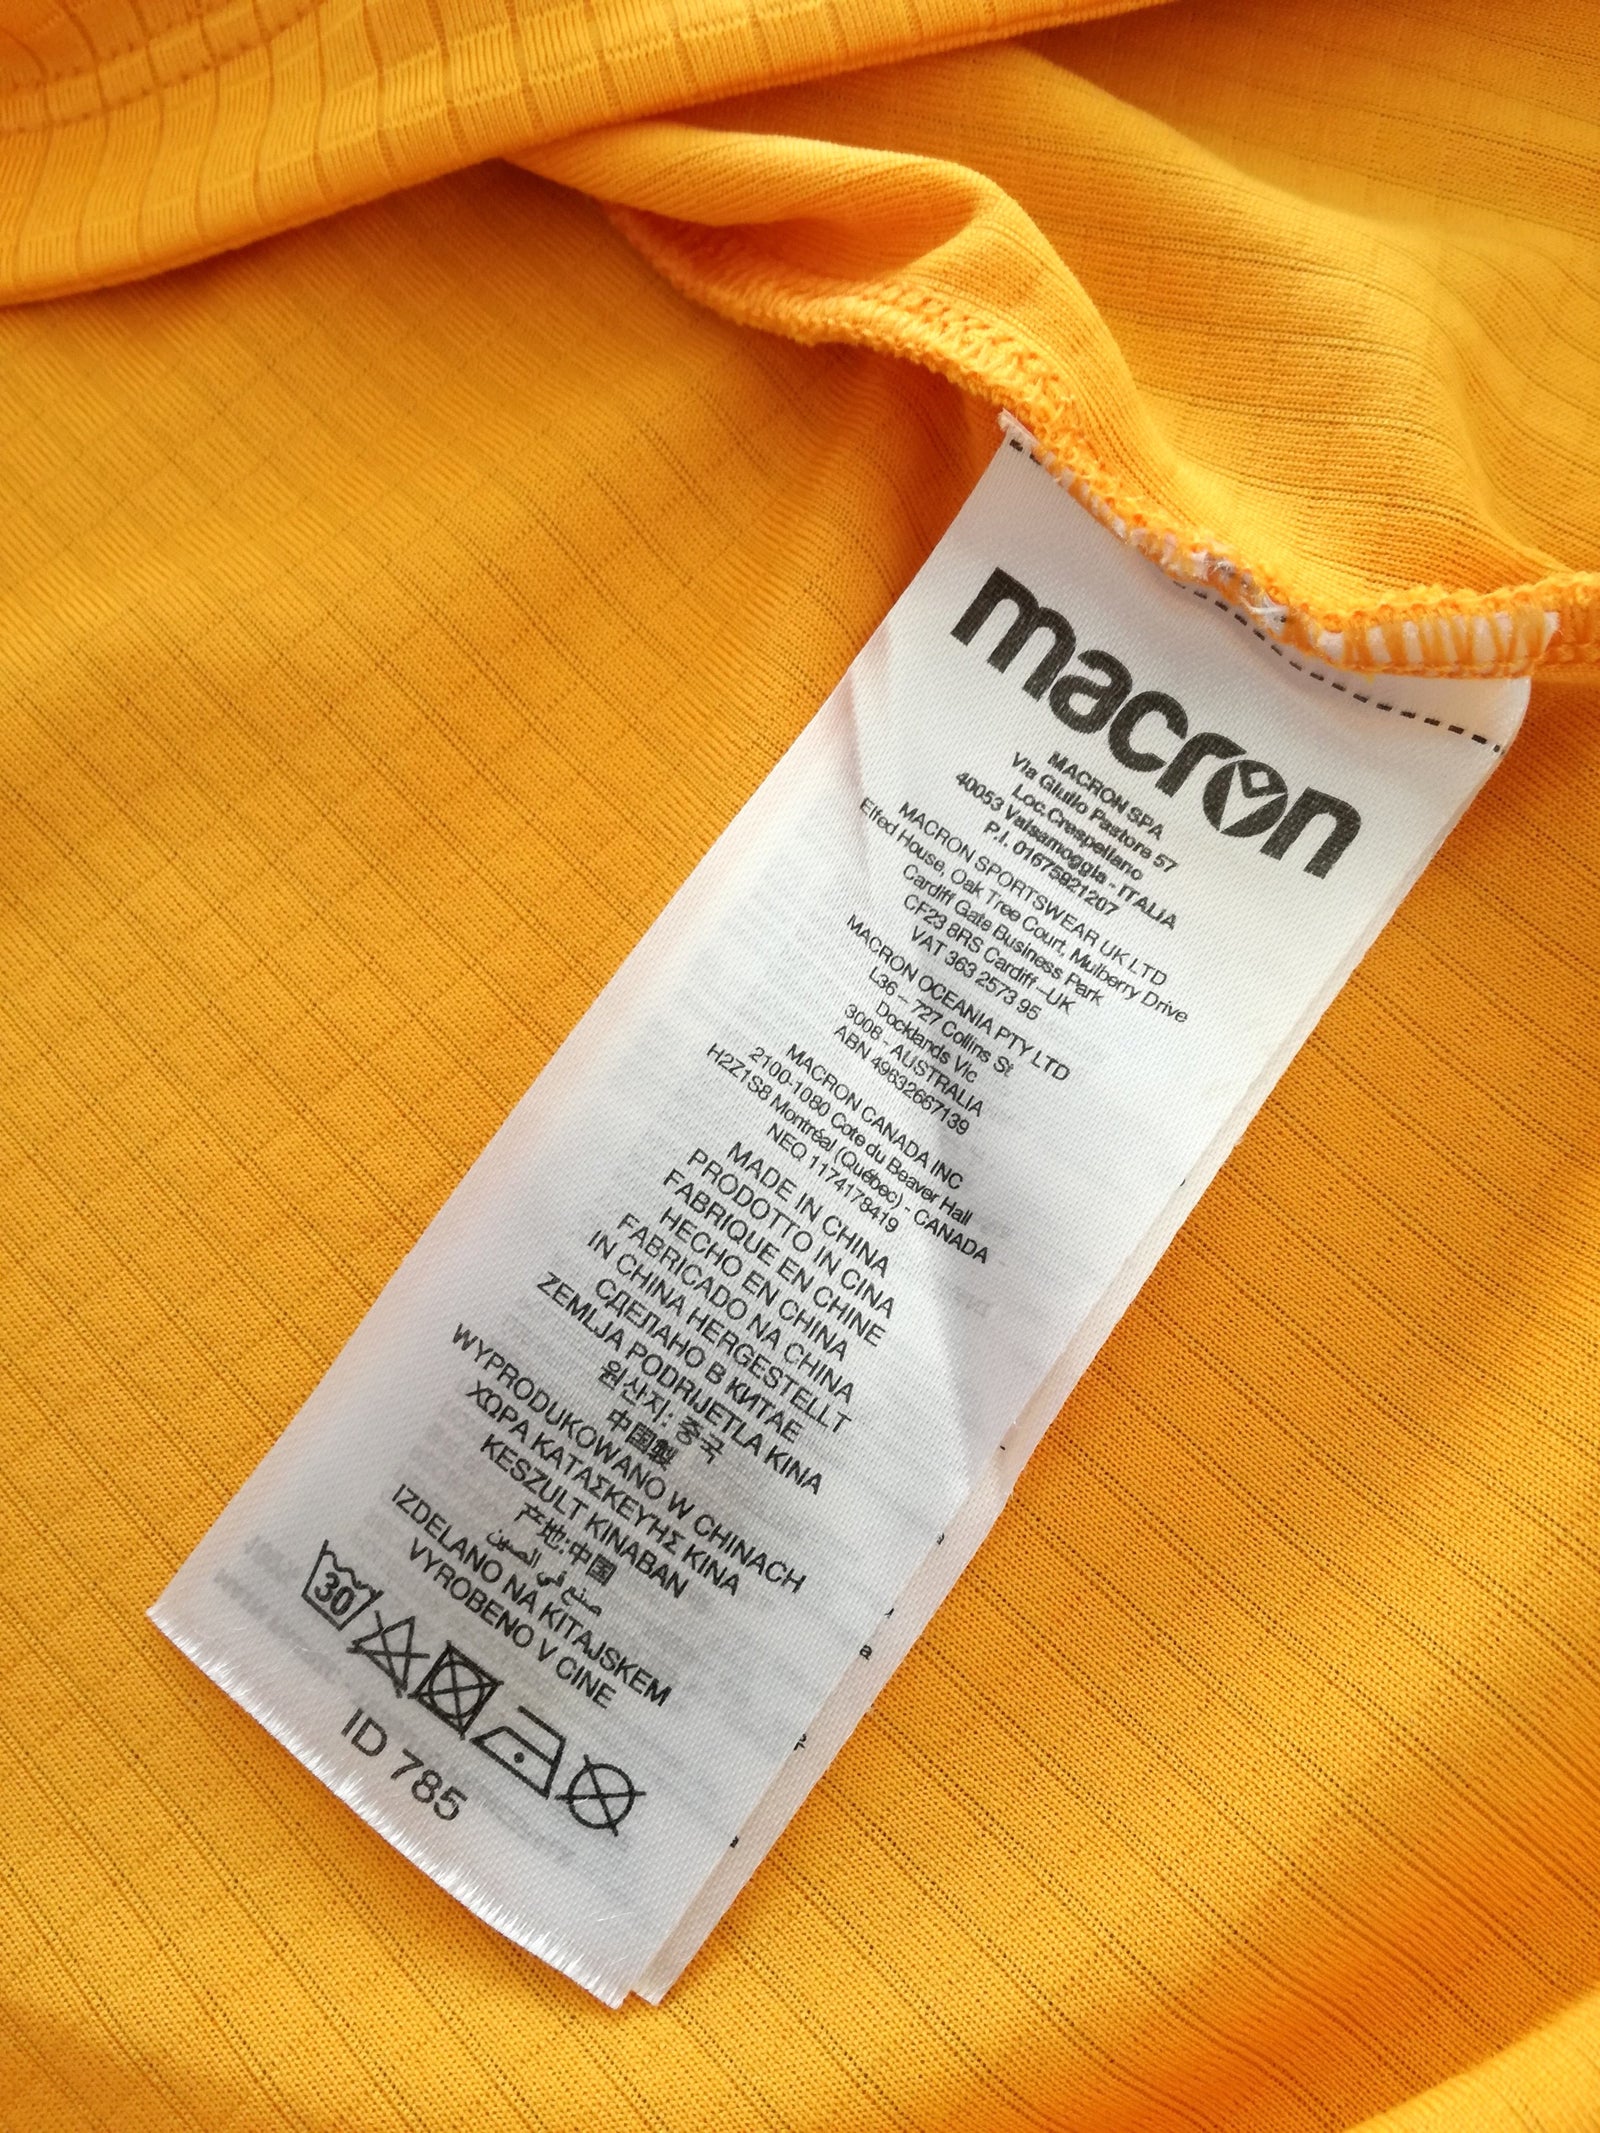 macron
MACRON SPA
Via Giulio Pastore 57
Loc.Crespellano
40053 Valsamoggia - ITALIA
P.I. 01675921207
MACRON SPORTSWEAR UK LTD
Elfed House, Oak Tree Court, Mulberry Drive
Cardiff Gate Business Park
CF23 8RS Cardiff –UK
VAT 363 2573 95
MACRON OCEANIA PTY LTD
L36 – 727 Collins St
Docklands Vic
3008 - AUSTRALIA
ABN 49632667139
MACRON CANADA INC
2100-1080 Cote du Beaver Hall
H2Z1S8 Montréal (Québec) - CANADA
NEQ 1174178419
MADE IN CHINA
PRODOTTO IN CINA
FABRIQUE EN CHINE
HECHO EN CHINA
FABRICADO NA CHINA
IN CHINA HERGESTELLT
СДЕЛАНО В КИТАЕ
ZEMLJA PODRIJETLA KINA
원산지: 중국
中国製
WYPRODUKOWANO W CHINACH
ΧΩΡΑ ΚΑΤΑΣΚΕΥΉΣ ΚΙΝΑ
KESZULT KINABAN
产地:中国
صنع في الصين
IZDELANO NA KITAJSKEM
VYROBENO V CINE
30
ID 785